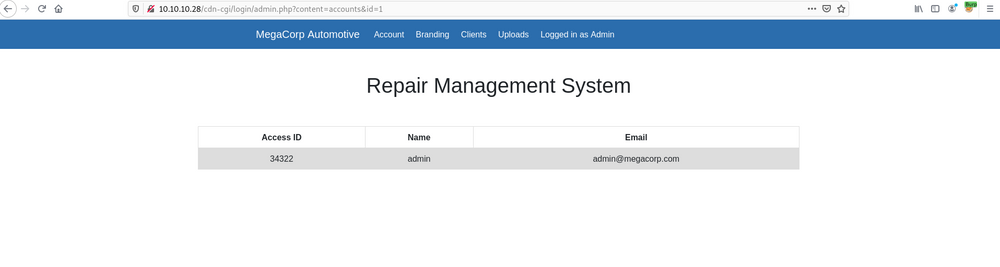 10.10.10.28/cdn-cgi/login/admin.php?content=accounts&id=1
MegaCorp Automotive Account Branding Clients Uploads Logged in as Admin
Repair Management System
Access ID Name Email
34322 admin admin@megacorp.com